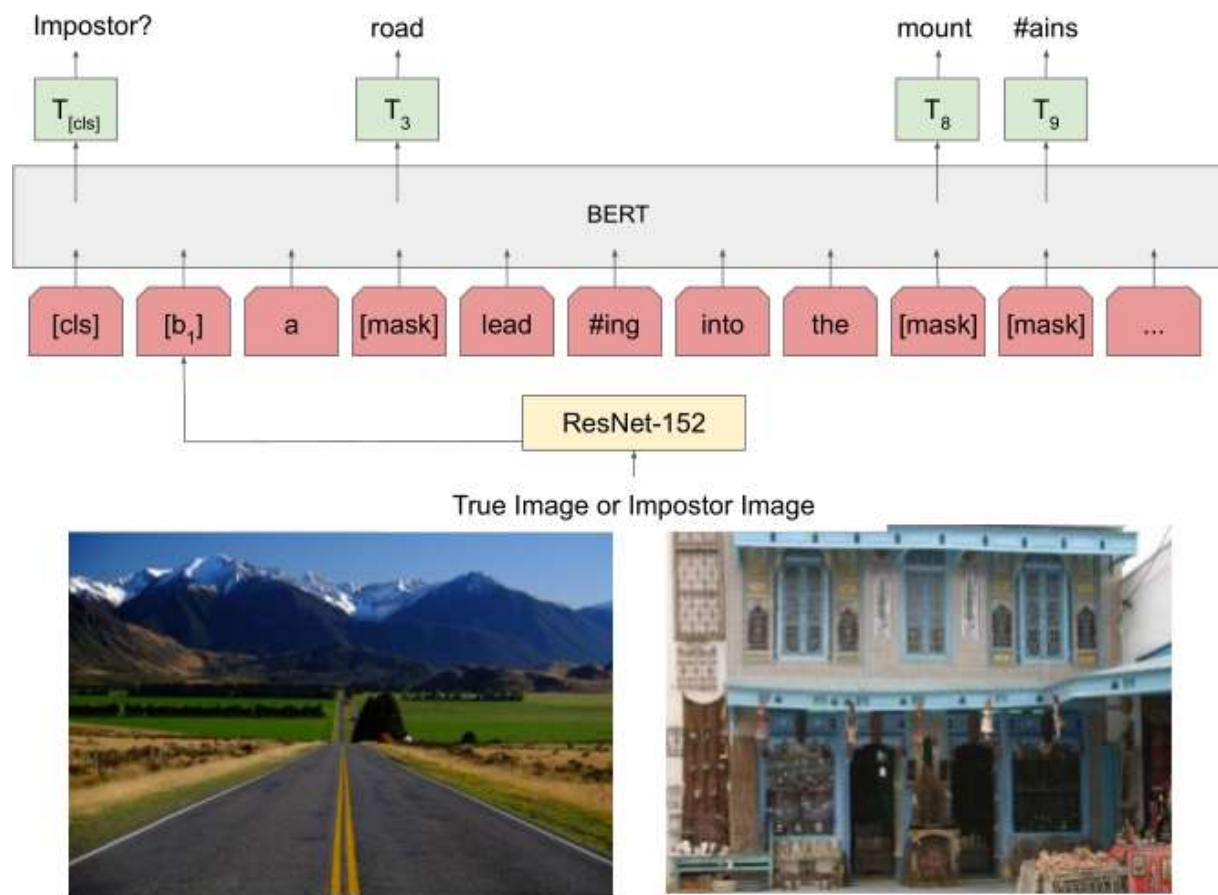 Impostor? road mount #ains
T[cls] T3 T8 T9
BERT
[cls] [b1] a [mask] lead #ing into the [mask] [mask] ...
ResNet-152
True Image or Impostor Image